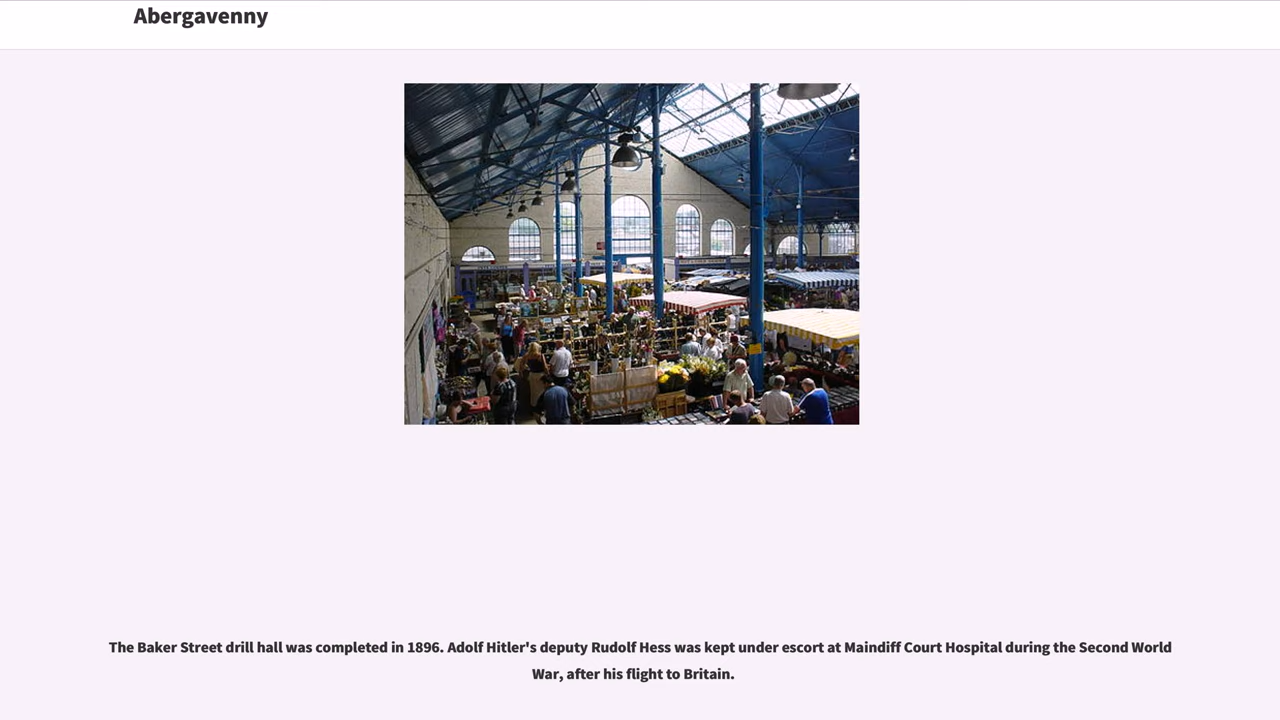 Abergavenny
The Baker Street drill hall was completed in 1896. Adolf Hitler's deputy Rudolf Hess was kept under escort at Maindiff Court Hospital during the Second World
War, after his flight to Britain.